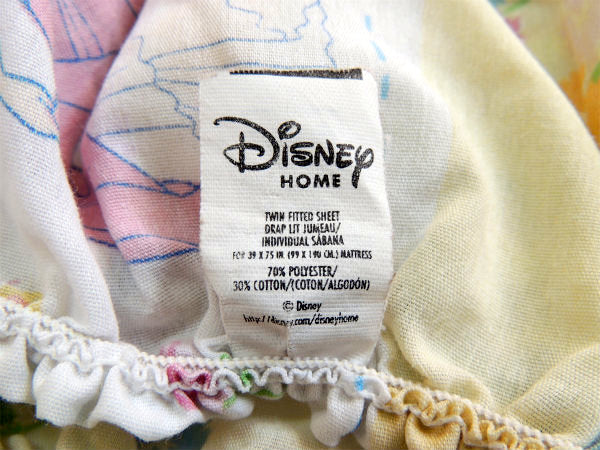 Disney
HOME
TWIN FITTED SHEET
DRAP LIT JUMEAU/
INDIVIDUAL SÁBANA
FOR 39 X 75 IN. (99 X 190 CM.) MATTRESS
70% POLYESTER/
30% COTTON/(COTON/ALGODÓN)
© Disney
http://disney.com/disneyhome